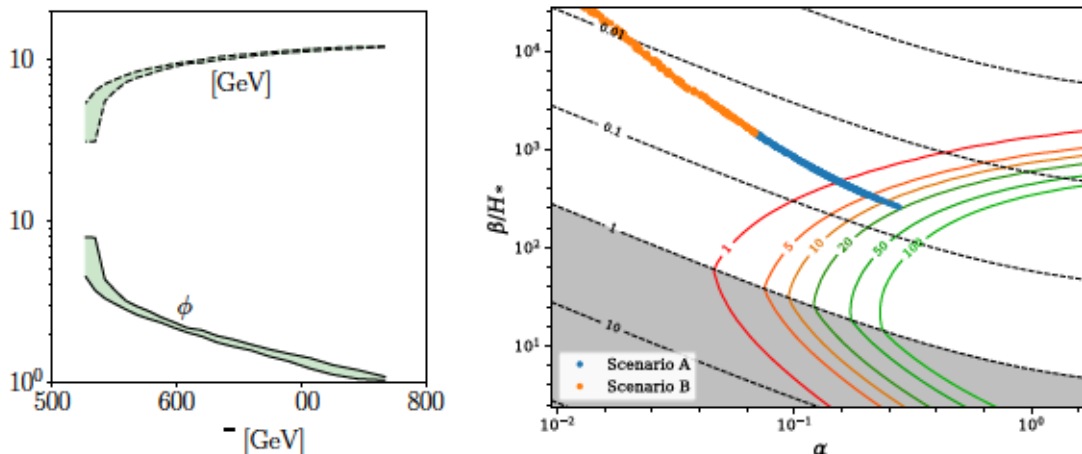 10
[GeV]
10
ϕ
10⁰
500 600 00 800
[GeV]
10⁴
10³
10²
10¹
β/H*
0.01
0.1
1
10
1 5 10 20 50 100
Scenario A
Scenario B
10⁻² 10⁻¹ 10⁰
α